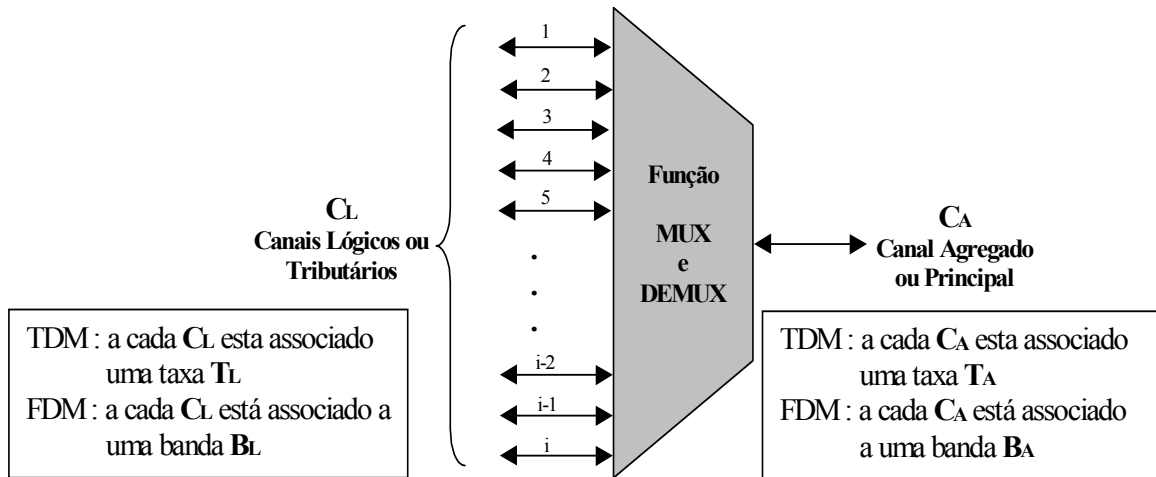 1
2
3
4
5
i-2
i-1
i
CL
Canais Lógicos ou
Tributários
Função
MUX
e
DEMUX
CA
Canal Agregado
ou Principal
TDM : a cada CL esta associado
uma taxa TL
FDM : a cada CL está associado a
uma banda BL
TDM : a cada CA esta associado
uma taxa TA
FDM : a cada CA está associado
a uma banda BA